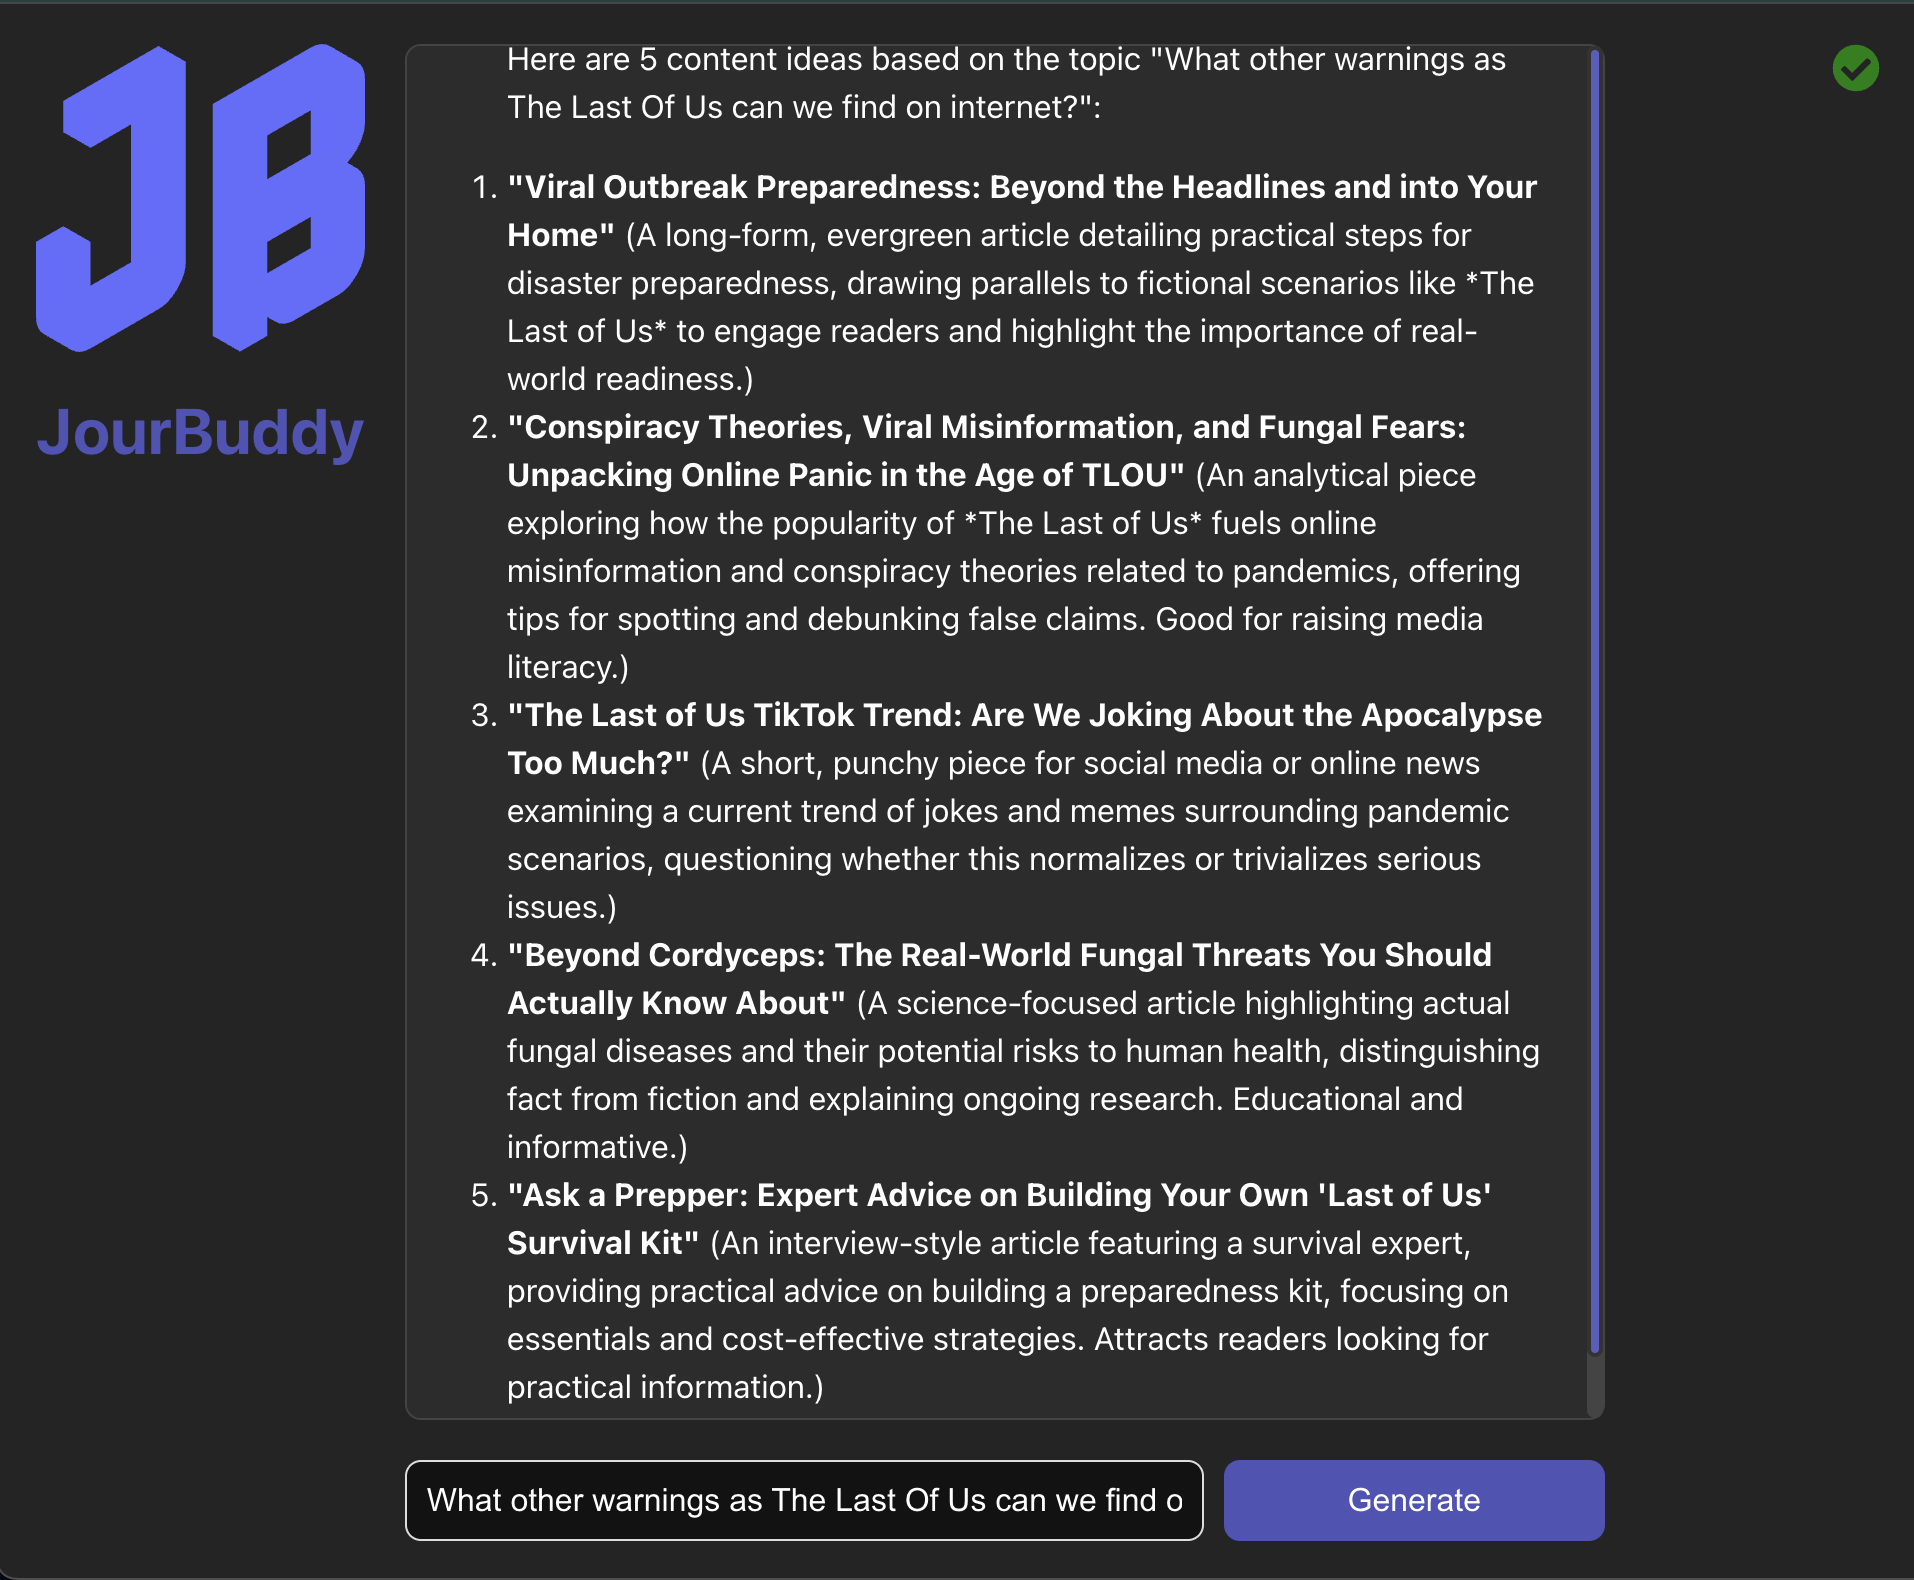 JB
JourBuddy
Here are 5 content ideas based on the topic "What other warnings as
The Last Of Us can we find on internet?":
1. "Viral Outbreak Preparedness: Beyond the Headlines and into Your
Home" (A long-form, evergreen article detailing practical steps for
disaster preparedness, drawing parallels to fictional scenarios like *The
Last of Us* to engage readers and highlight the importance of real-
world readiness.)
2. "Conspiracy Theories, Viral Misinformation, and Fungal Fears:
Unpacking Online Panic in the Age of TLOU" (An analytical piece
exploring how the popularity of *The Last of Us* fuels online
misinformation and conspiracy theories related to pandemics, offering
tips for spotting and debunking false claims. Good for raising media
literacy.)
3. "The Last of Us TikTok Trend: Are We Joking About the Apocalypse
Too Much?" (A short, punchy piece for social media or online news
examining a current trend of jokes and memes surrounding pandemic
scenarios, questioning whether this normalizes or trivializes serious
issues.)
4. "Beyond Cordyceps: The Real-World Fungal Threats You Should
Actually Know About" (A science-focused article highlighting actual
fungal diseases and their potential risks to human health, distinguishing
fact from fiction and explaining ongoing research. Educational and
informative.)
5. "Ask a Prepper: Expert Advice on Building Your Own 'Last of Us'
Survival Kit" (An interview-style article featuring a survival expert,
providing practical advice on building a preparedness kit, focusing on
essentials and cost-effective strategies. Attracts readers looking for
practical information.)
What other warnings as The Last Of Us can we find o
Generate